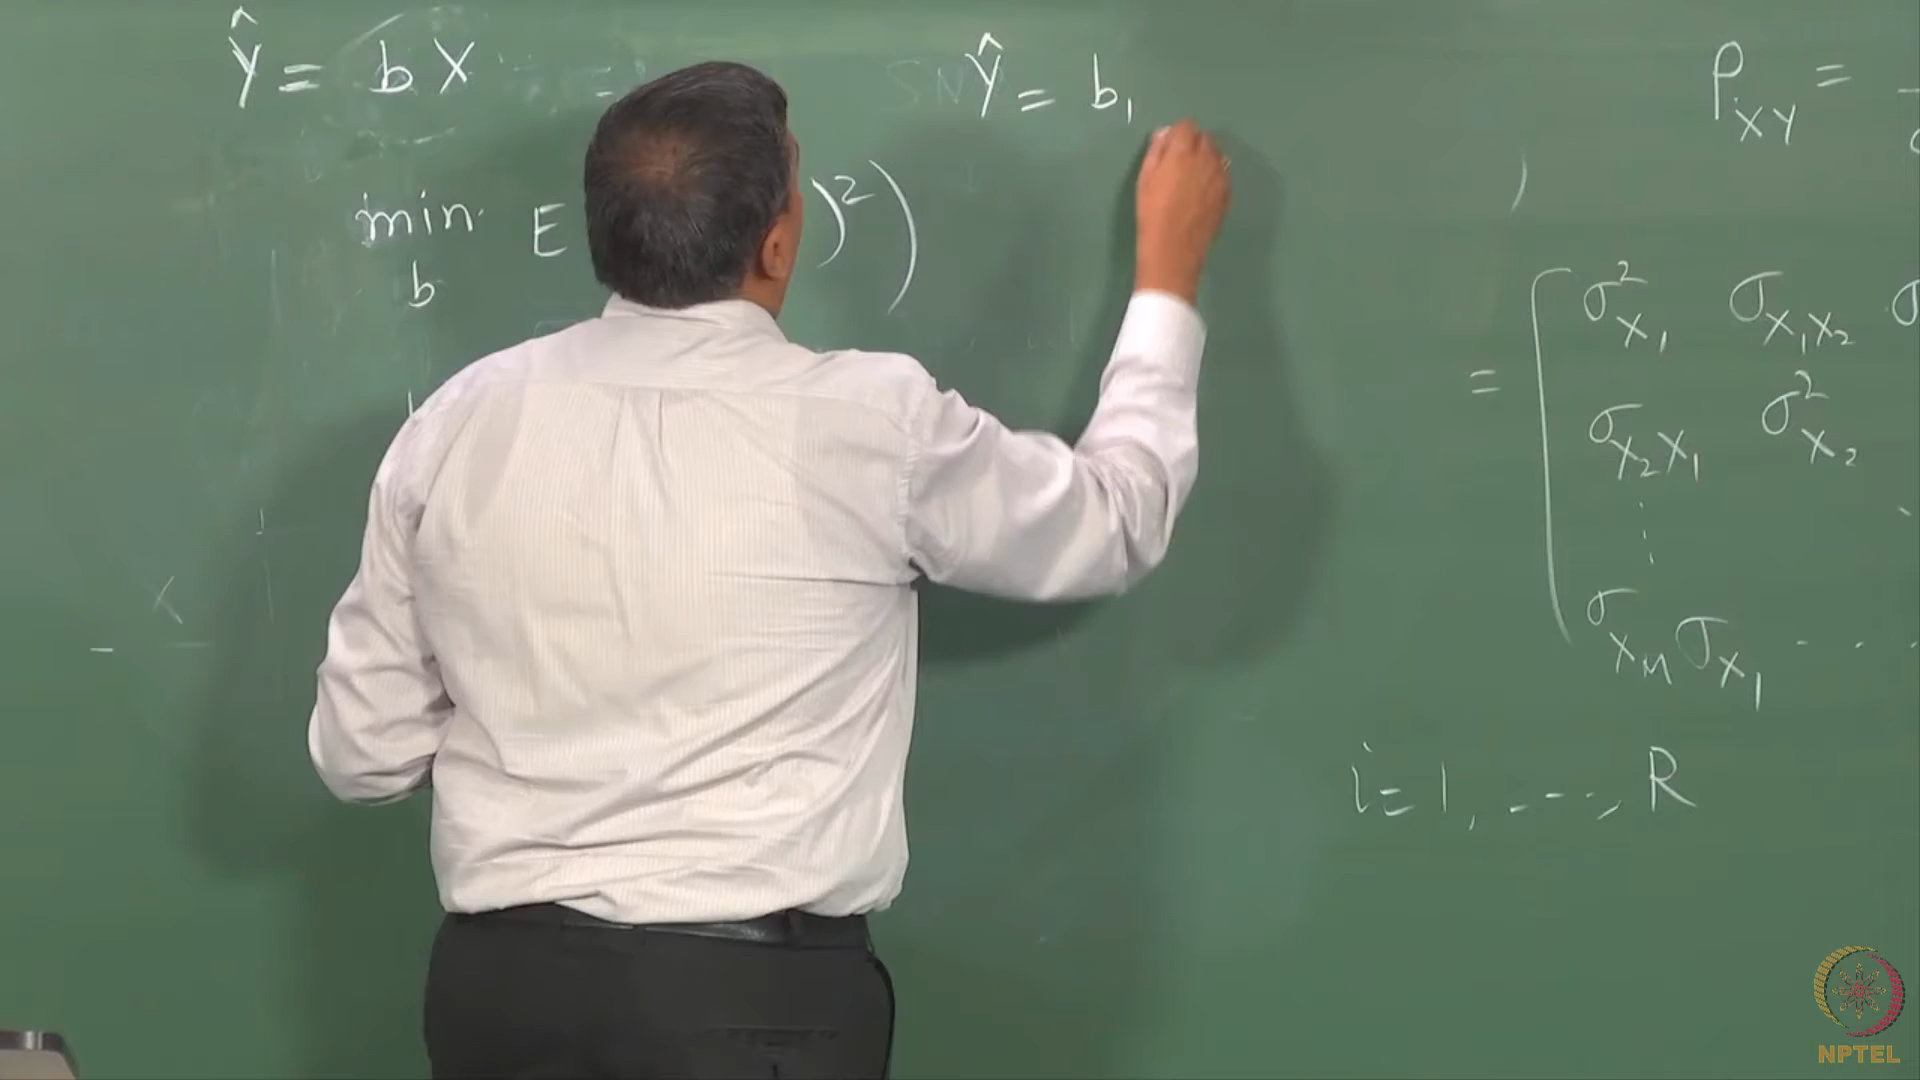 Ŷ = bX
Ŷ = b₁
min E )²)
b
ρ_XY =
= [ σ²_X₁ σ_X₁X₂ σ
σ_X₂X₁ σ²_X₂
⋮
σ_X_M σ_X₁ . . .
i=1, ---, R
NPTEL